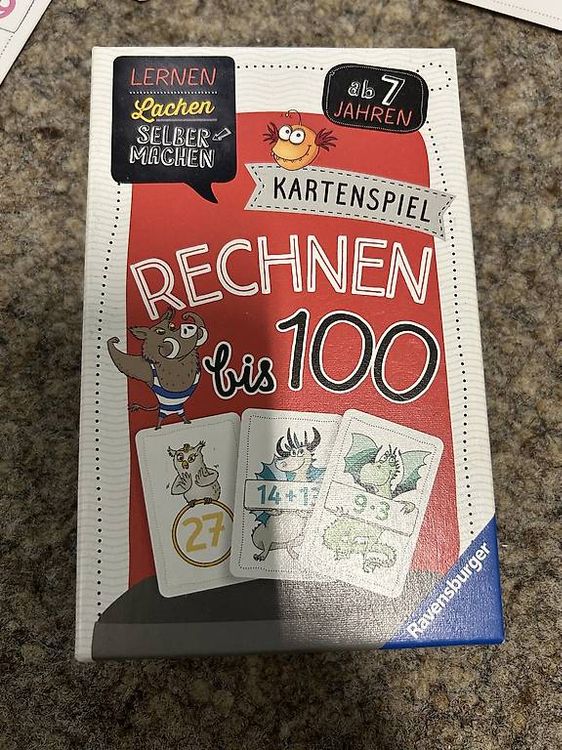 LERNEN
Lachen
SELBER
MACHEN
ab 7
JAHREN
KARTENSPIEL
RECHNEN
bis 100
27
14+13
9·3
Ravensburger